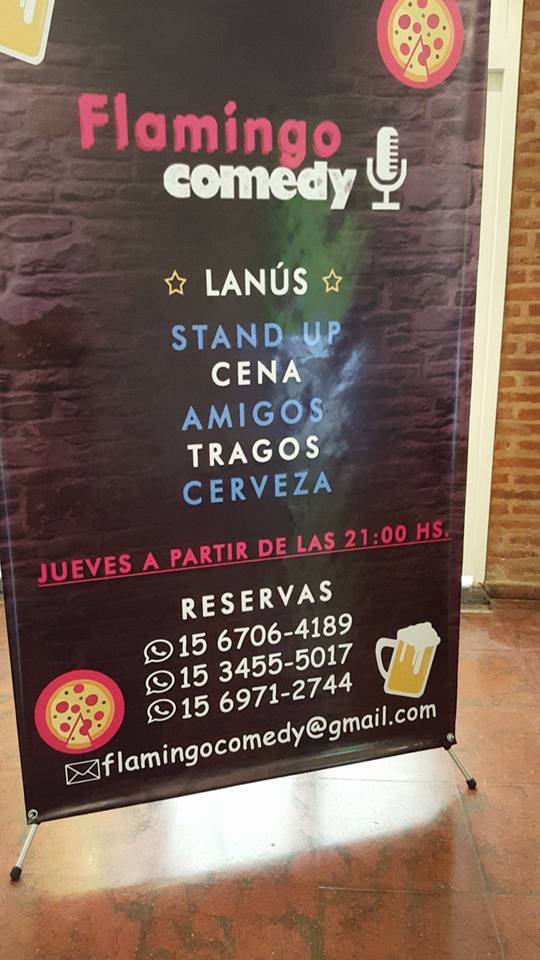 Flamingo
comedy
LANÚS
STAND UP
CENA
AMIGOS
TRAGOS
CERVEZA
JUEVES A PARTIR DE LAS 21:00 HS.
RESERVAS
15 6706-4189
15 3455-5017
15 6971-2744
flamingocomedy@gmail.com